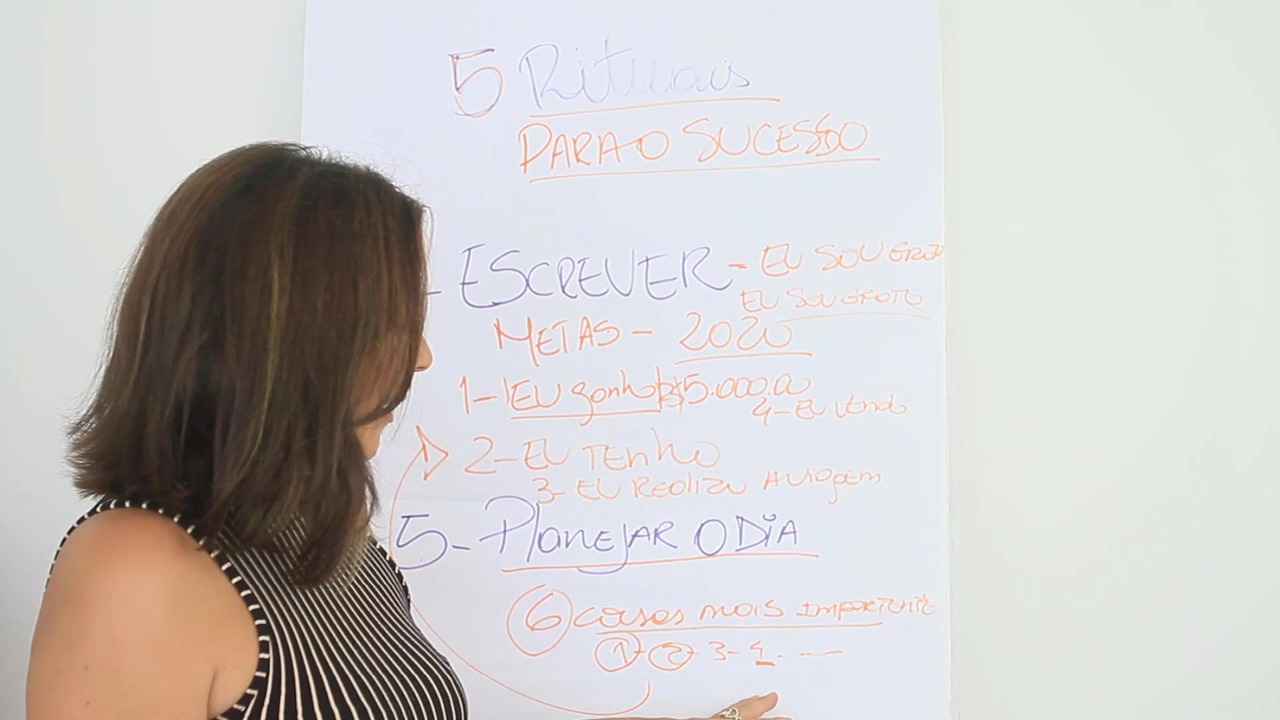 5 Rituais
PARA O SUCESSO
- ESCREVER - EU SOU GRATO
EU SOU GRATO
METAS - 2020
1- EU ganho R$5.000.00
4- EU vendo
2- EU TENHO
3- EU REALIZO A viagem
5- PLANEJAR O DIA
6 coisas mais IMPORTANTE
1- 2- 3- 4- --